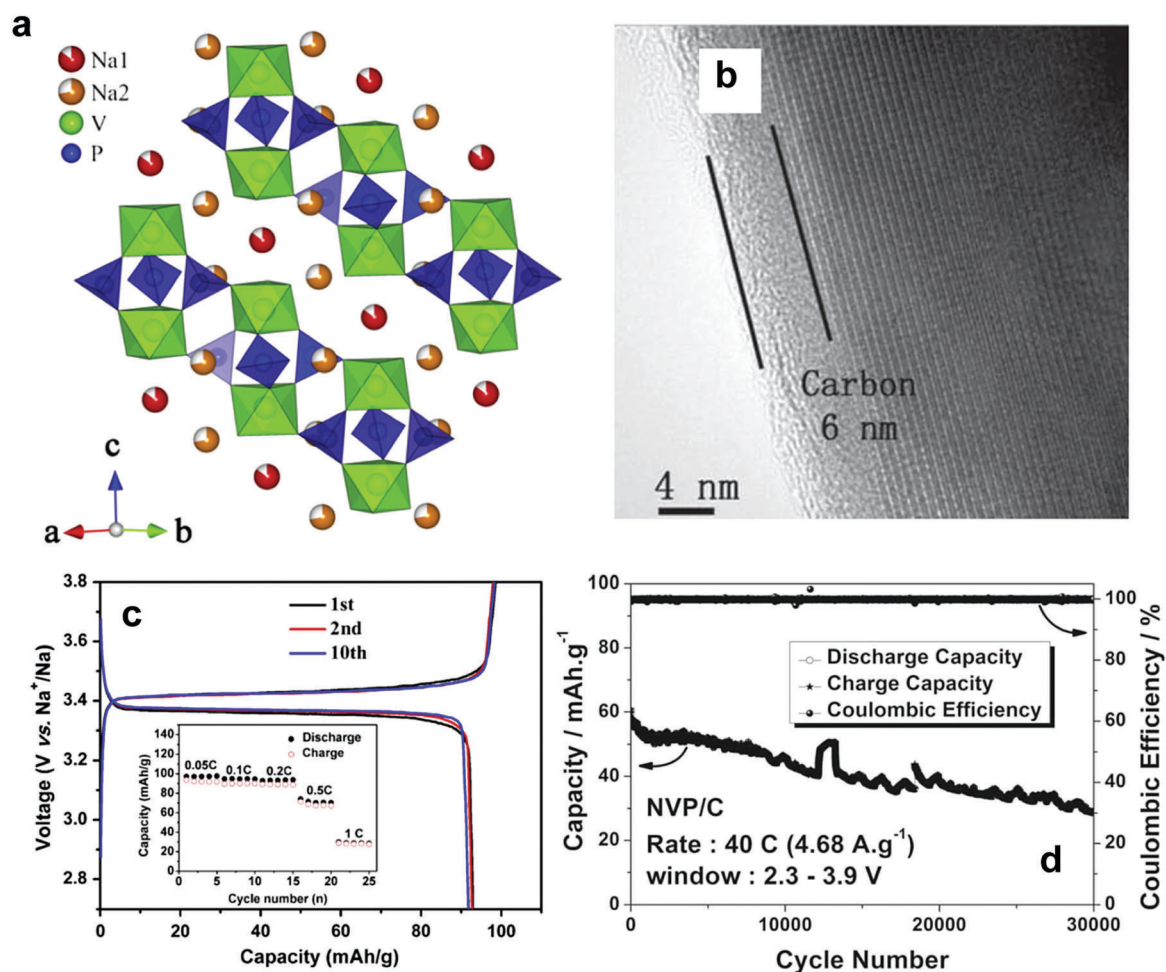 a
Na1
Na2
V
P
c
a
b
b
Carbon
6 nm
4 nm
c
1st
2nd
10th
Voltage (V vs. Na⁺/Na)
3.8
3.6
3.4
3.2
3.0
2.8
0 20 40 60 80 100
Capacity (mAh/g)
Discharge
Charge
0.05C
0.1C
0.2C
0.5C
1 C
Capacity (mAh/g)
140
120
100
80
60
40
20
0
0 5 10 15 20 25
Cycle number (n)
Capacity / mAh.g⁻¹
100
80
60
40
20
0
Discharge Capacity
Charge Capacity
Coulombic Efficiency
NVP/C
Rate : 40 C (4.68 A.g⁻¹)
window : 2.3 - 3.9 V
d
0 10000 20000 30000
Cycle Number
100
80
60
40
20
0
Coulombic Efficiency / %